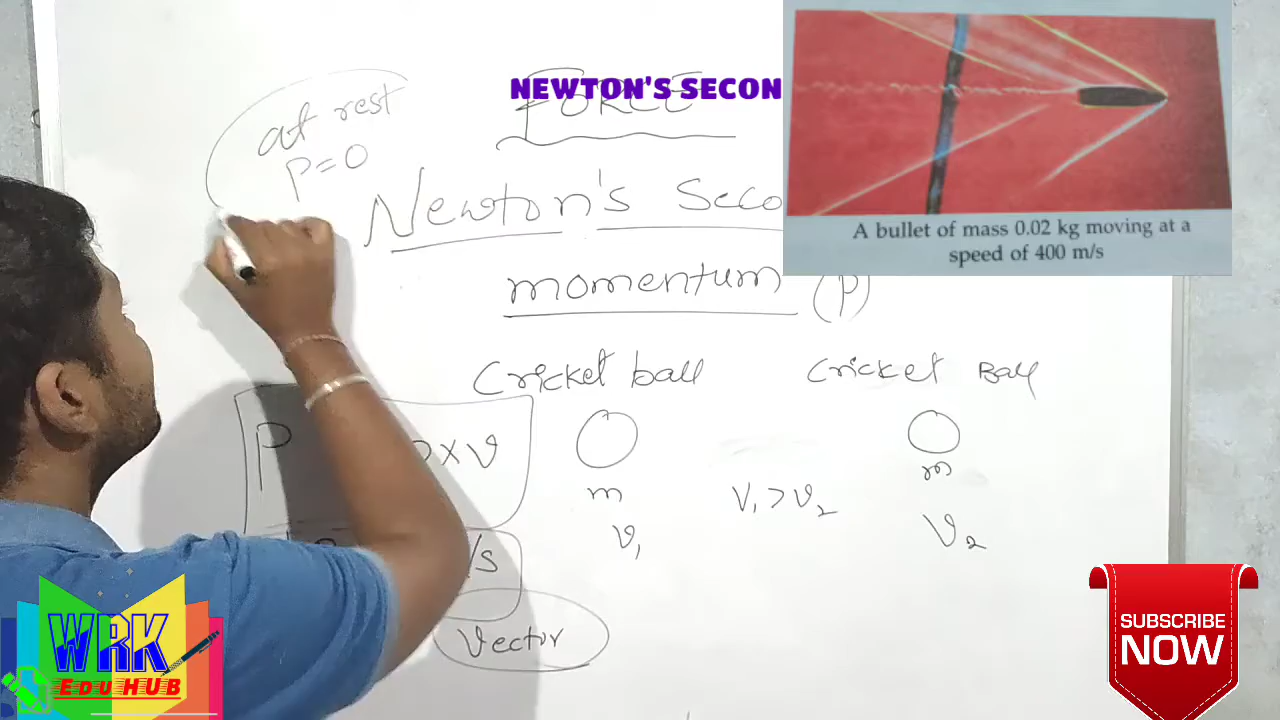 at rest
p=0
FORCE
NEWTON'S SECON
Newton's Seco
A bullet of mass 0.02 kg moving at a
speed of 400 m/s
momentum (p)
Cricket ball
Cricket Ball
P
x v
m
m
V₁ > v₂
v₁
v₂
/s
Vector
WRK
EDU HUB
SUBSCRIBE
NOW